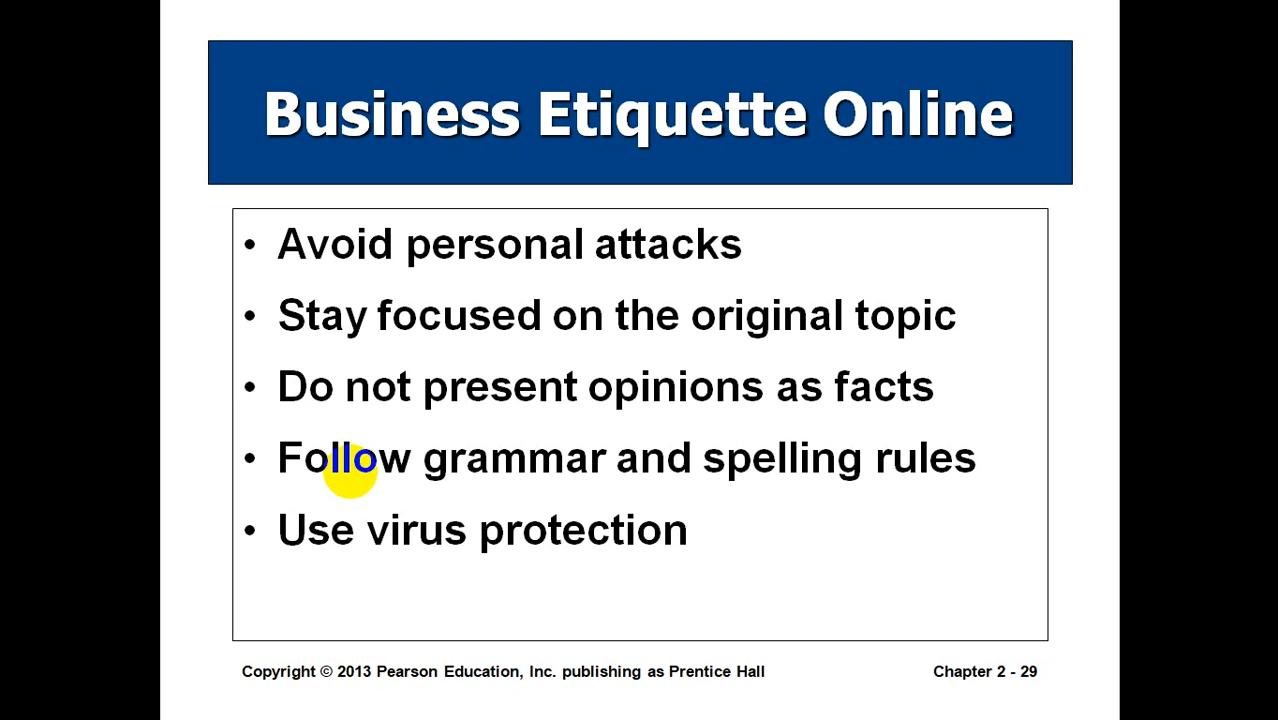 Business Etiquette Online
• Avoid personal attacks
• Stay focused on the original topic
• Do not present opinions as facts
• Follow grammar and spelling rules
• Use virus protection
Copyright © 2013 Pearson Education, Inc. publishing as Prentice Hall
Chapter 2 - 29